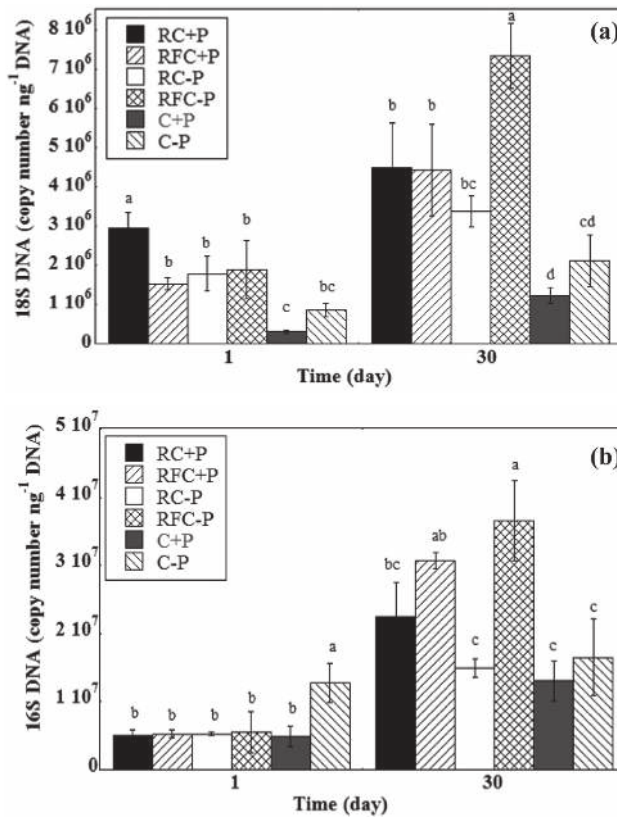 (a)
18S DNA (copy number ng⁻¹ DNA)
8 10⁶
7 10⁶
6 10⁶
5 10⁶
4 10⁶
3 10⁶
2 10⁶
1 10⁶
0
RC+P
RFC+P
RC-P
RFC-P
C+P
C-P
a b b b c bc
b b bc a d cd
1 30
Time (day)
(b)
16S DNA (copy number ng⁻¹ DNA)
5 10⁷
4 10⁷
3 10⁷
2 10⁷
1 10⁷
0
RC+P
RFC+P
RC-P
RFC-P
C+P
C-P
b b b b b a
bc ab c a c c
1 30
Time (day)